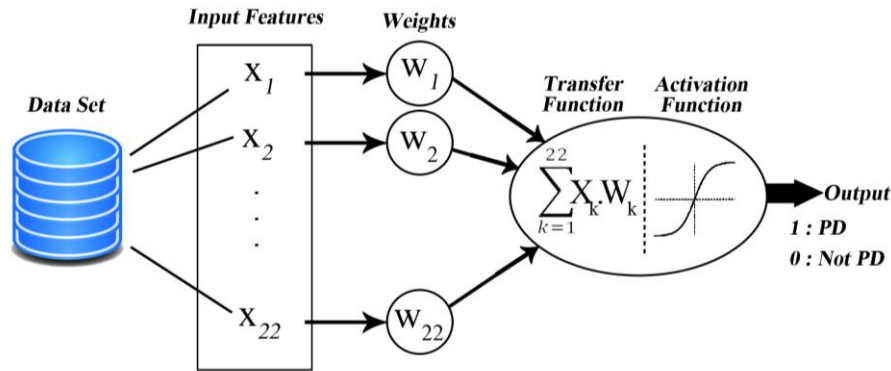 Input Features
Weights
Data Set
X1
X2
.
.
.
X22
W1
W2
W22
Transfer
Function
Activation
Function
22
∑Xk.Wk
k=1
Output
1 : PD
0 : Not PD